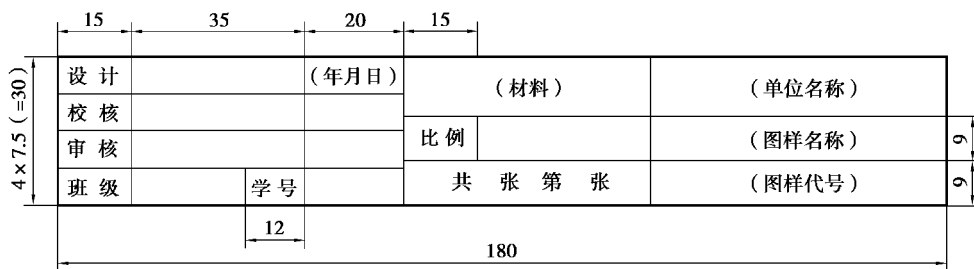 15 35 20 15
设 计 (年月日) (材料) (单位名称)
校 核
比 例 (图样名称) 9
审 核
班 级 学 号 共 张 第 张 (图样代号) 9
4×7.5(=30)
12
180